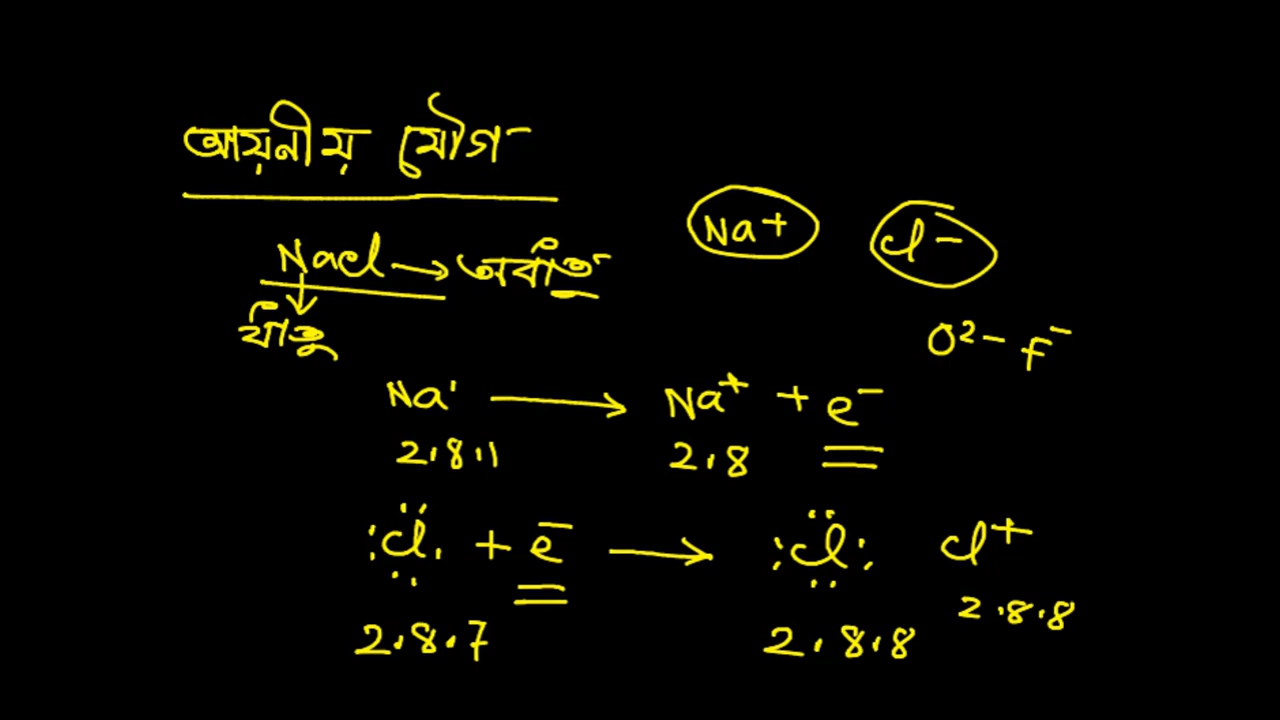 আয়নীয় যৌগ
Na+ Cl-
NaCl → অধাতু
ধাতু
O²- F-
Na· → Na+ + e-
2.8.1 2.8
:Cl· + e- → :Cl: Cl+
2.8.7 2.8.8 2.8.8